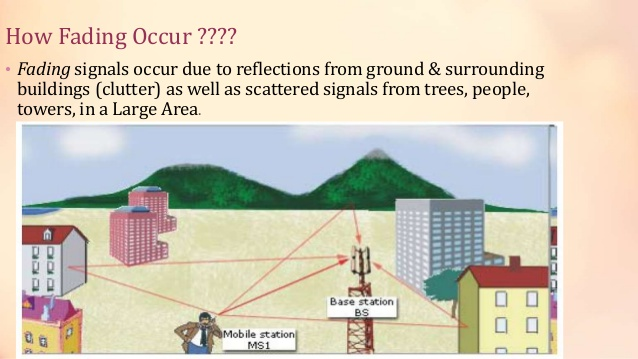 How Fading Occur ????
• Fading signals occur due to reflections from ground & surrounding
buildings (clutter) as well as scattered signals from trees, people,
towers, in a Large Area.
Base station
BS
Mobile station
MS1